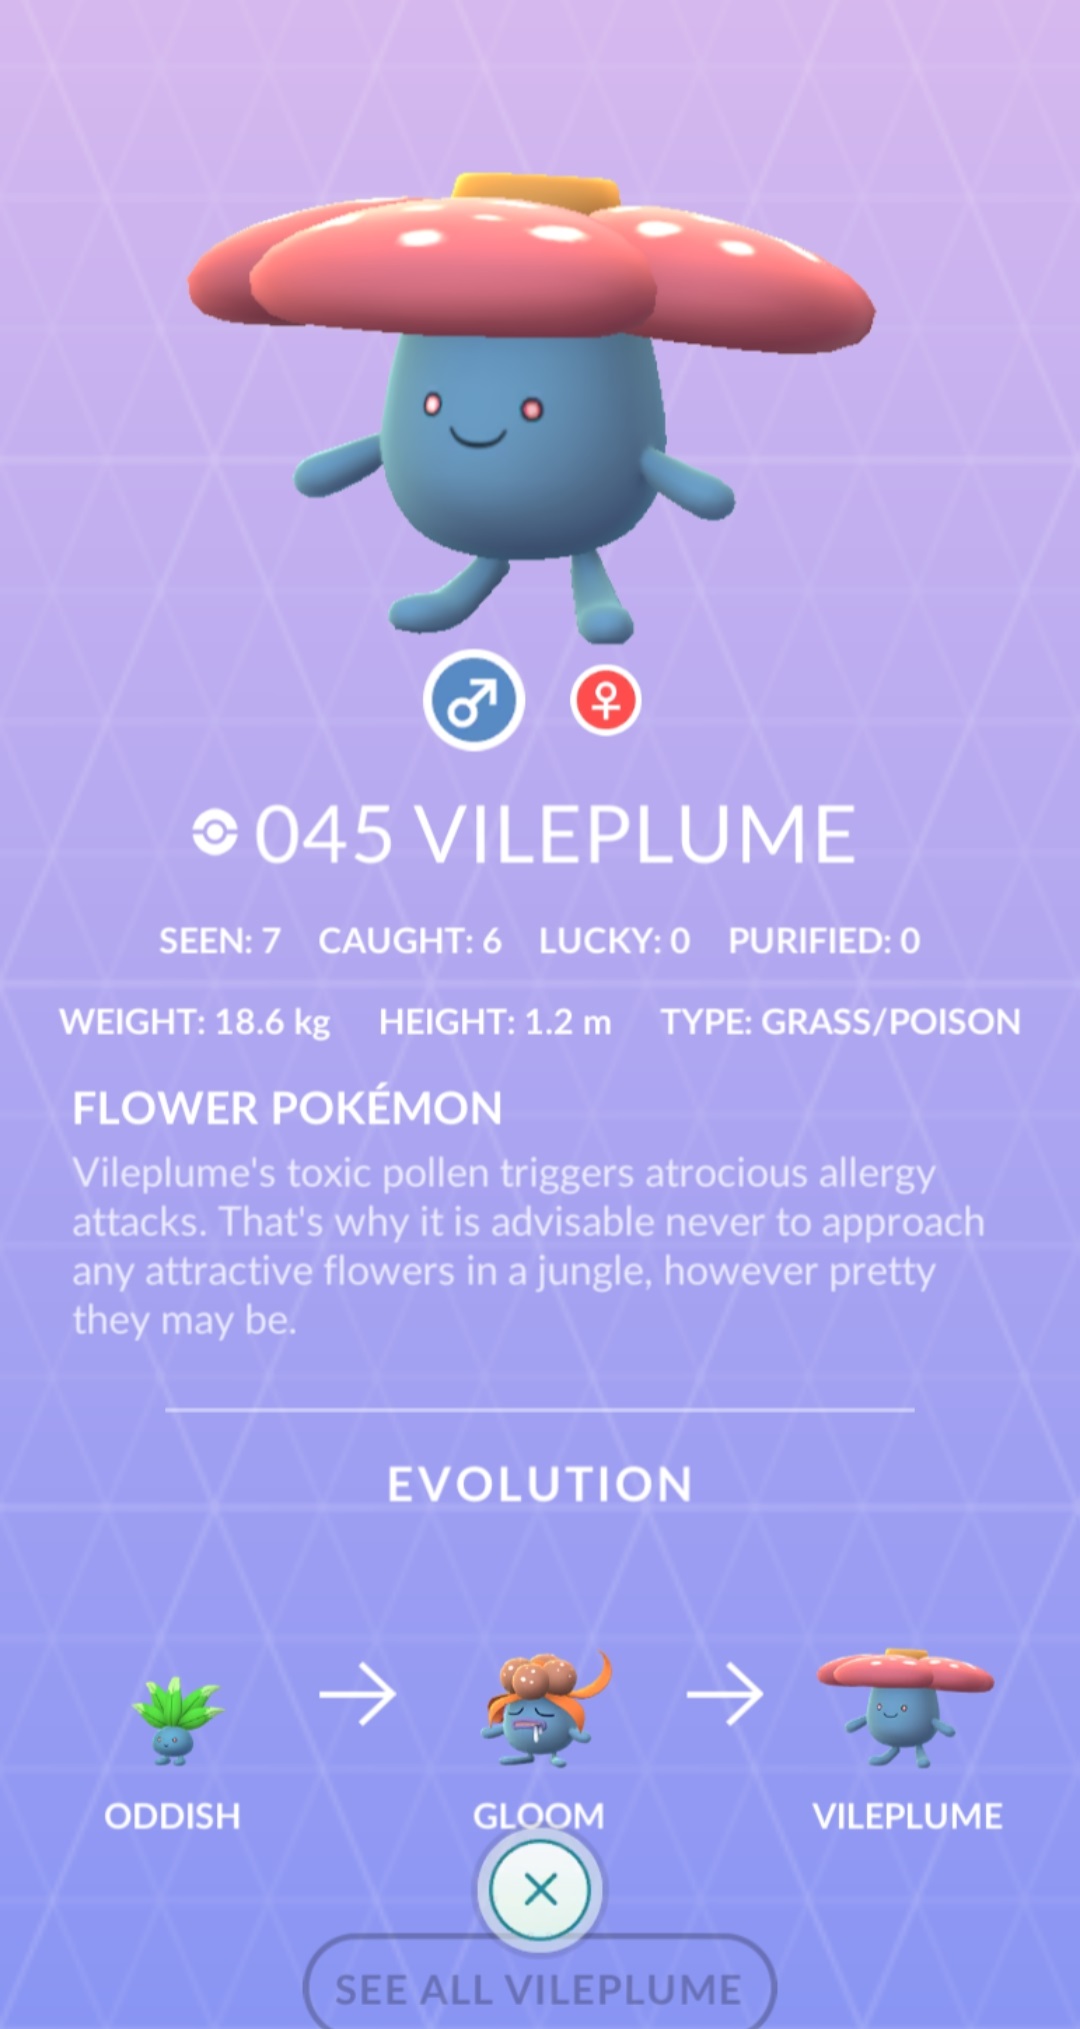 045 VILEPLUME
SEEN: 7 CAUGHT: 6 LUCKY: 0 PURIFIED: 0
WEIGHT: 18.6 kg HEIGHT: 1.2 m TYPE: GRASS/POISON
FLOWER POKÉMON
Vileplume's toxic pollen triggers atrocious allergy
attacks. That's why it is advisable never to approach
any attractive flowers in a jungle, however pretty
they may be.
EVOLUTION
ODDISH GLOOM VILEPLUME
SEE ALL VILEPLUME